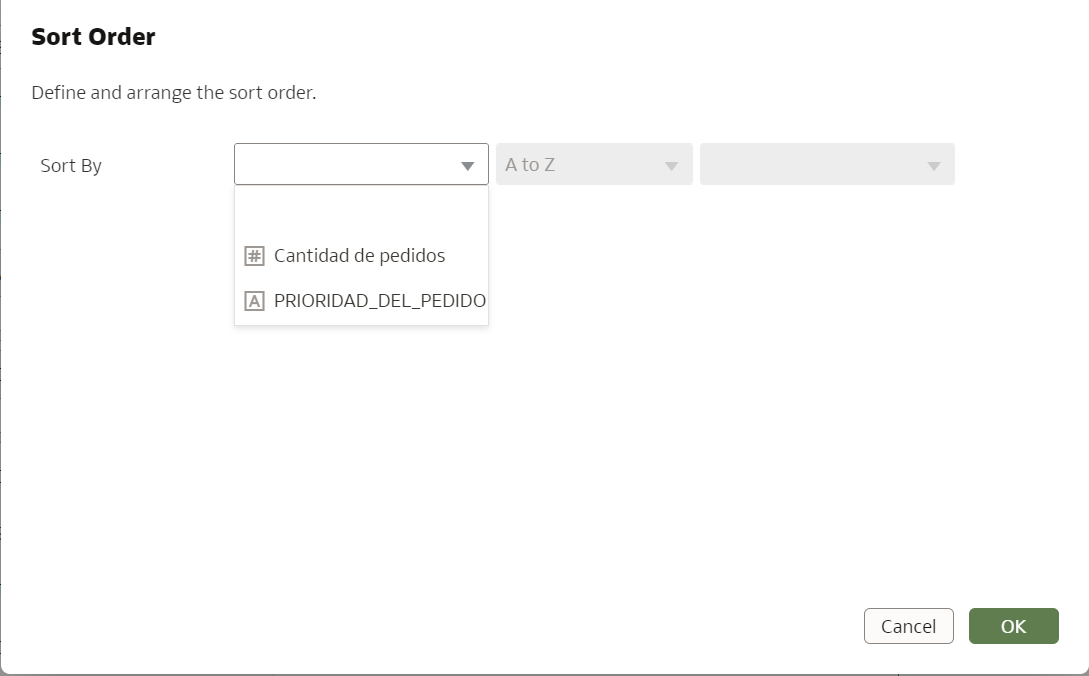 Sort Order
Define and arrange the sort order.
Sort By
A to Z
# Cantidad de pedidos
A PRIORIDAD_DEL_PEDIDO
Cancel
OK